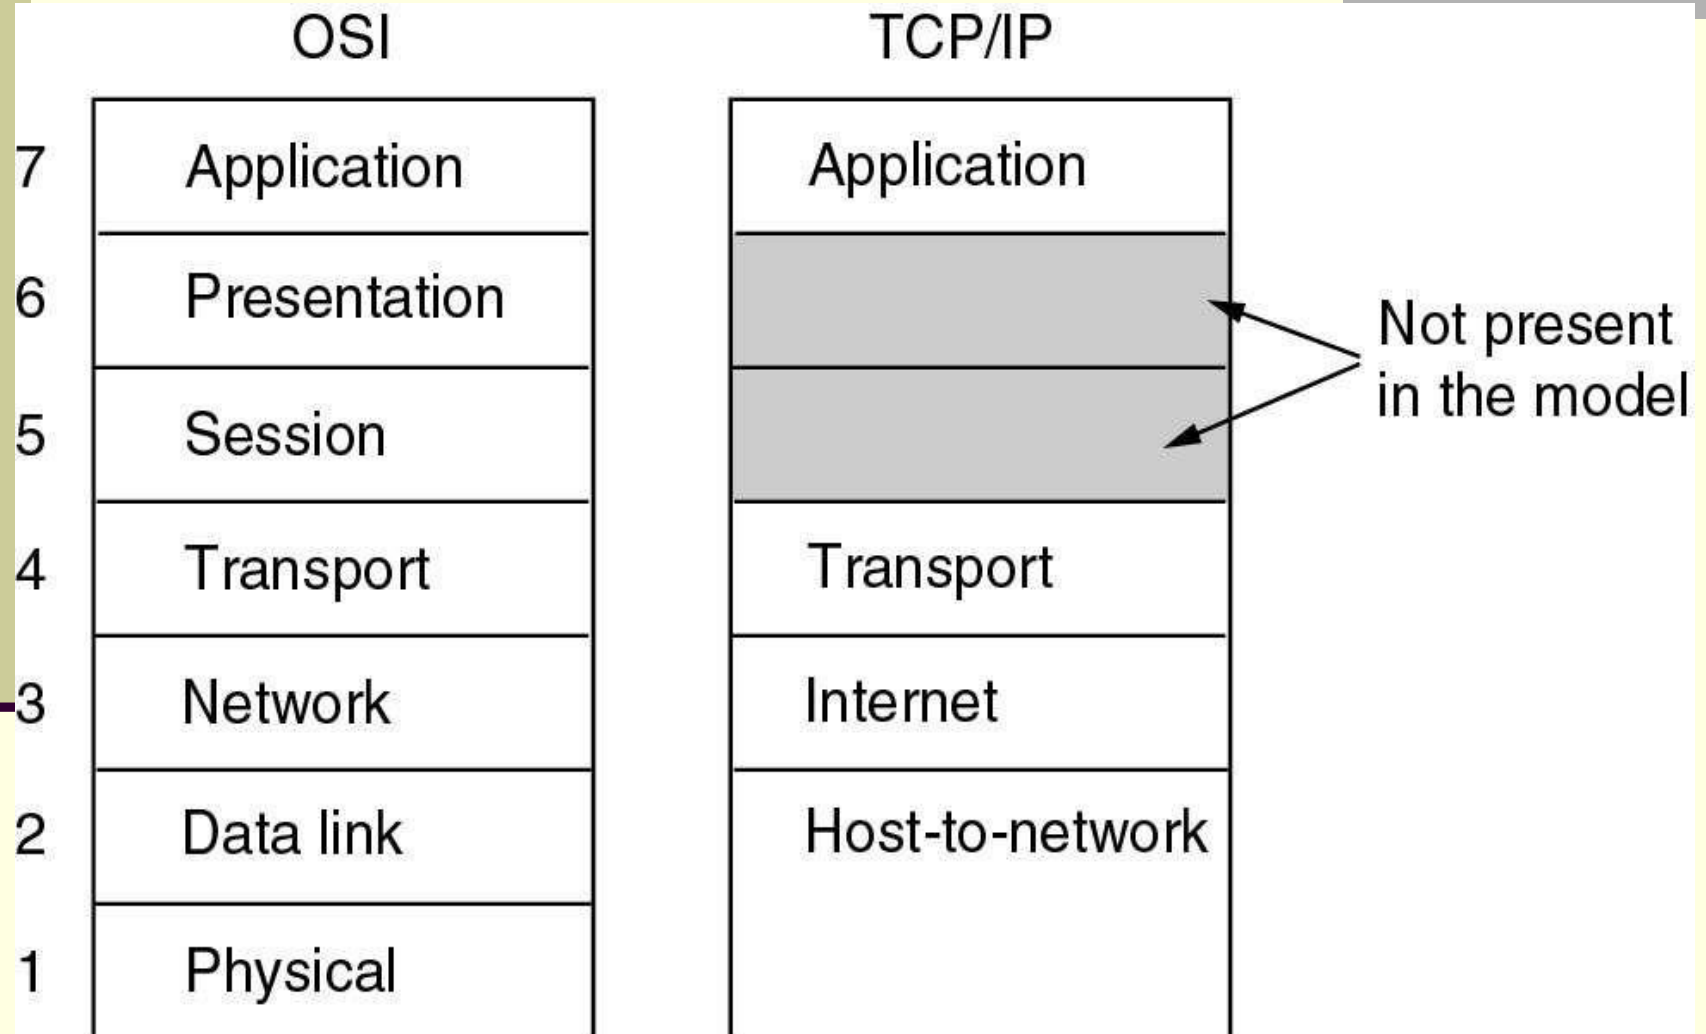 OSI TCP/IP
7 Application Application
6 Presentation
5 Session
Not present
in the model
4 Transport Transport
3 Network Internet
2 Data link Host-to-network
1 Physical